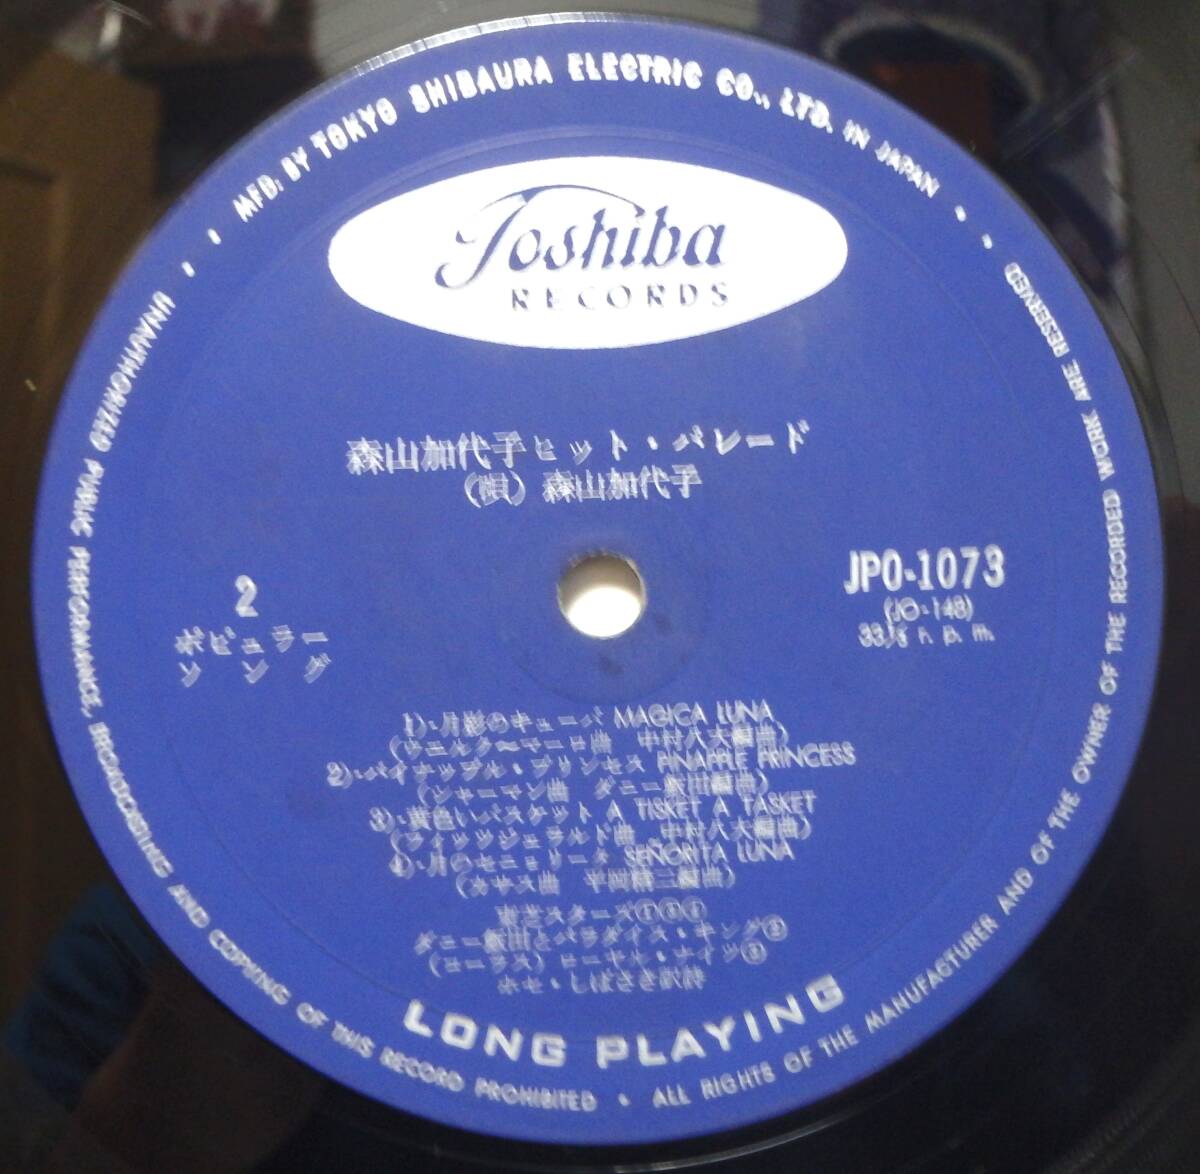 MFD. BY TOKYO SHIBAURA ELECTRIC CO., LTD. IN JAPAN
Toshiba
RECORDS
森山加代子ヒット・パレード
(唄) 森山加代子
2
ポピュラー
ソング
JPO-1073
(JO-148)
33⅓ r. p. m.
1)・月影のキューバ MAGICA LUNA
(ウエルク〜マーロ曲 中村八大編曲)
2)・パイナップル・プリンセス PINAPPLE PRINCESS
(シャーマン曲 ダニー飯田編曲)
3)・黄色いバスケット A TISKET A TASKET
(フィッツジェラルド曲、中村八大編曲)
4)・月のセニョリータ SEÑORITA LUNA
(カサス曲 半岡精二編曲)
東芝スターズ①③④
ダニー飯田とパラダイス・キング②
(コーラス) ローヤル・ナイツ③
ホセ・しばさき訳詩
LONG PLAYING
ALL RIGHTS OF THE MANUFACTURER AND OF THE OWNER OF THE RECORDED WORK ARE RESERVED
UNAUTHORIZED PUBLIC PERFORMANCE, BROADCASTING AND COPYING OF THIS RECORD PROHIBITED •